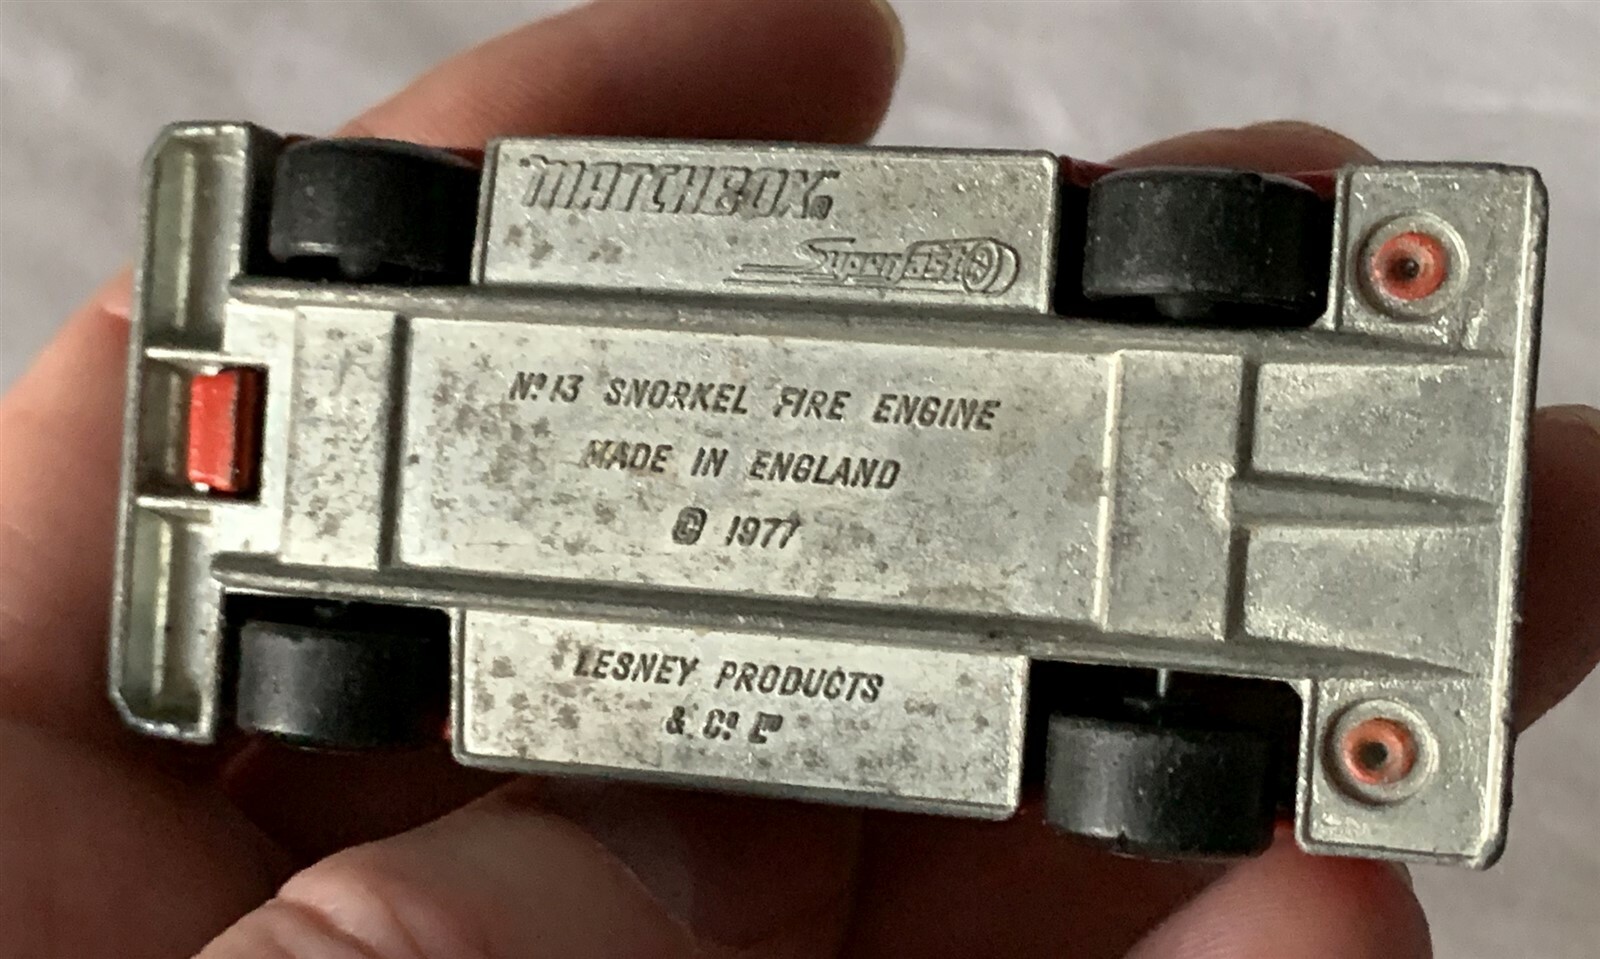 MATCHBOX
Superfast
Nº 13 SNORKEL FIRE ENGINE
MADE IN ENGLAND
© 1977
LESNEY PRODUCTS
& Cº Lᵀᴰ